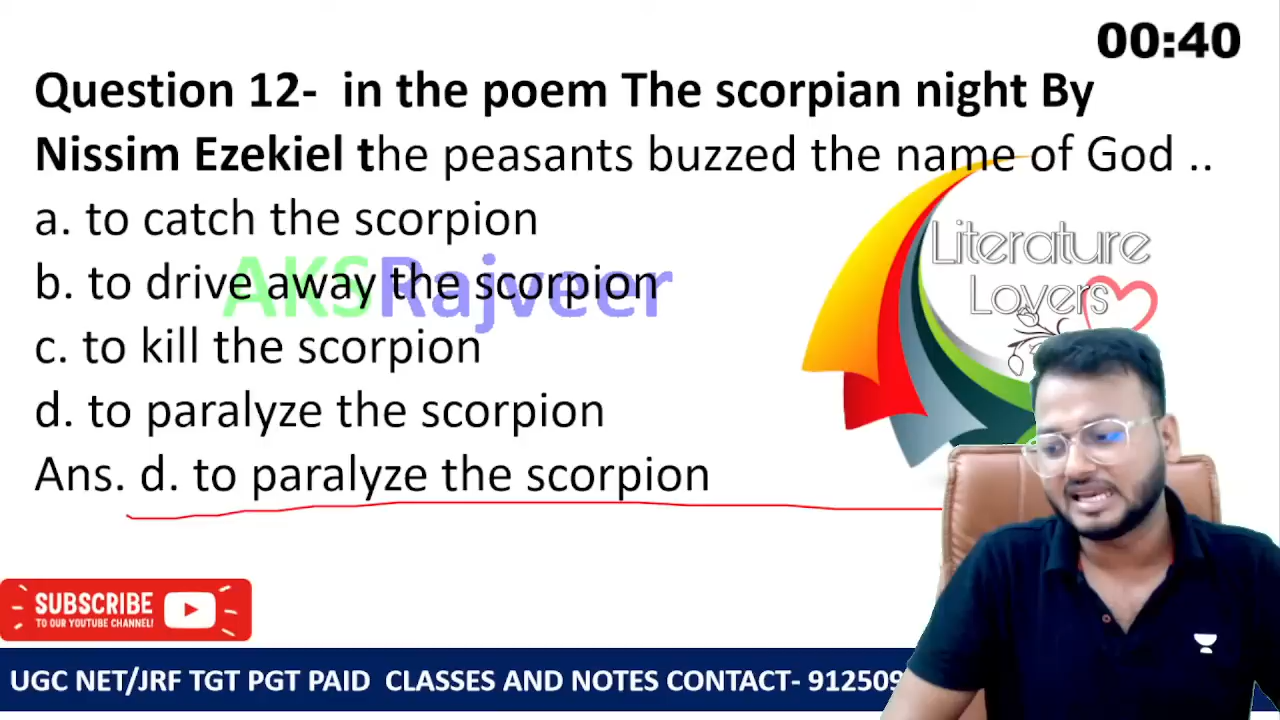 00:40
Question 12- in the poem The scorpian night By
Nissim Ezekiel the peasants buzzed the name of God ..
a. to catch the scorpion
b. to drive away the scorpion
c. to kill the scorpion
d. to paralyze the scorpion
Ans. d. to paralyze the scorpion
AKSRajveer
Literature
Lovers
SUBSCRIBE
TO OUR YOUTUBE CHANNEL!
UGC NET/JRF TGT PGT PAID CLASSES AND NOTES CONTACT- 912509